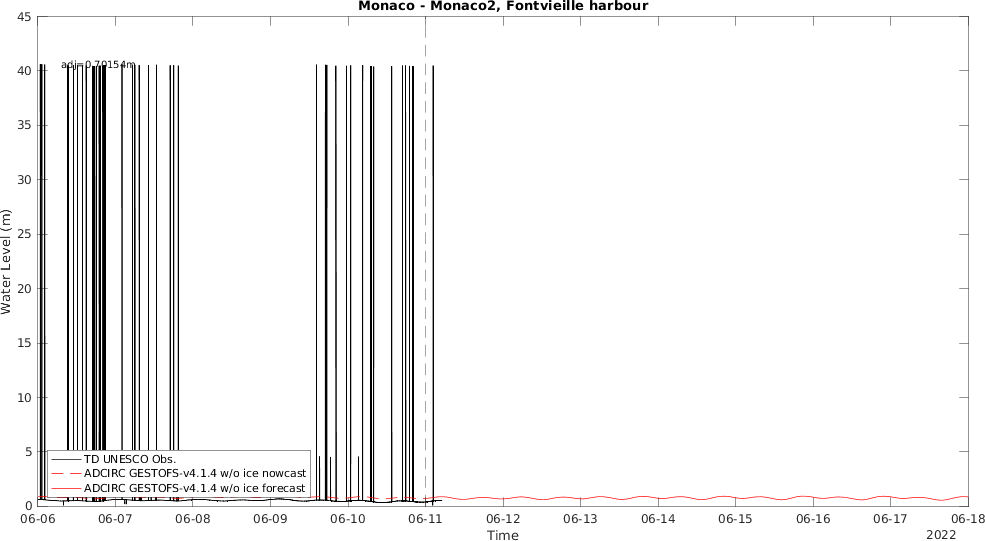 Monaco - Monaco2, Fontvieille harbour
45
40
35
30
25
20
15
10
5
0
Water Level (m)
adj=0.70154m
TD UNESCO Obs.
ADCIRC GESTOFS-v4.1.4 w/o ice nowcast
ADCIRC GESTOFS-v4.1.4 w/o ice forecast
06-06 06-07 06-08 06-09 06-10 06-11 06-12 06-13 06-14 06-15 06-16 06-17 06-18
Time
2022